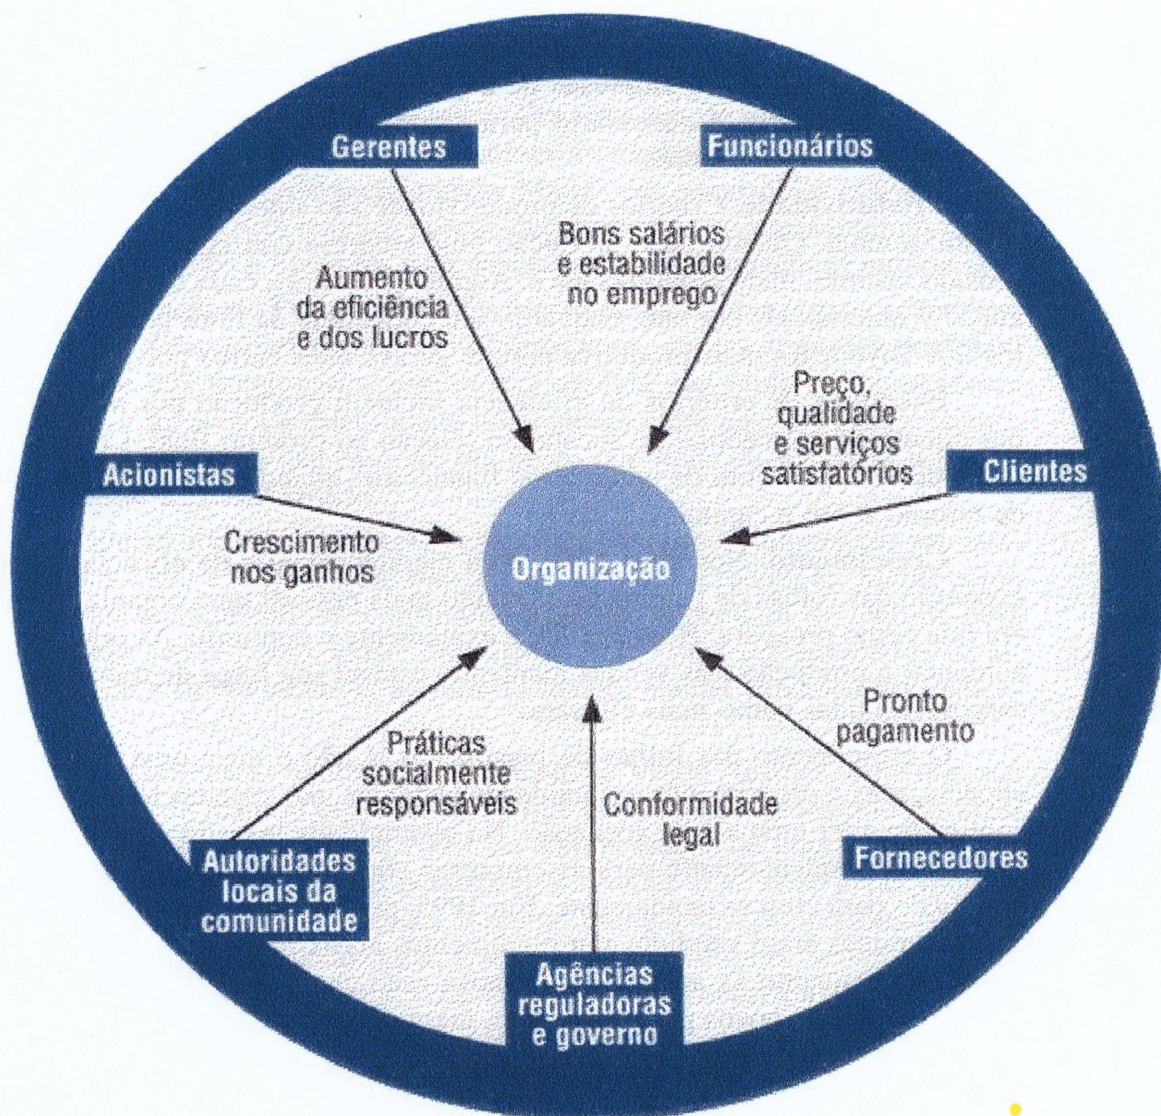 Gerentes
Funcionários
Aumento
da eficiência
e dos lucros
Bons salários
e estabilidade
no emprego
Preço,
qualidade
e serviços
satisfatórios
Acionistas
Clientes
Crescimento
nos ganhos
Organização
Práticas
socialmente
responsáveis
Conformidade
legal
Pronto
pagamento
Autoridades
locais da
comunidade
Agências
reguladoras
e governo
Fornecedores